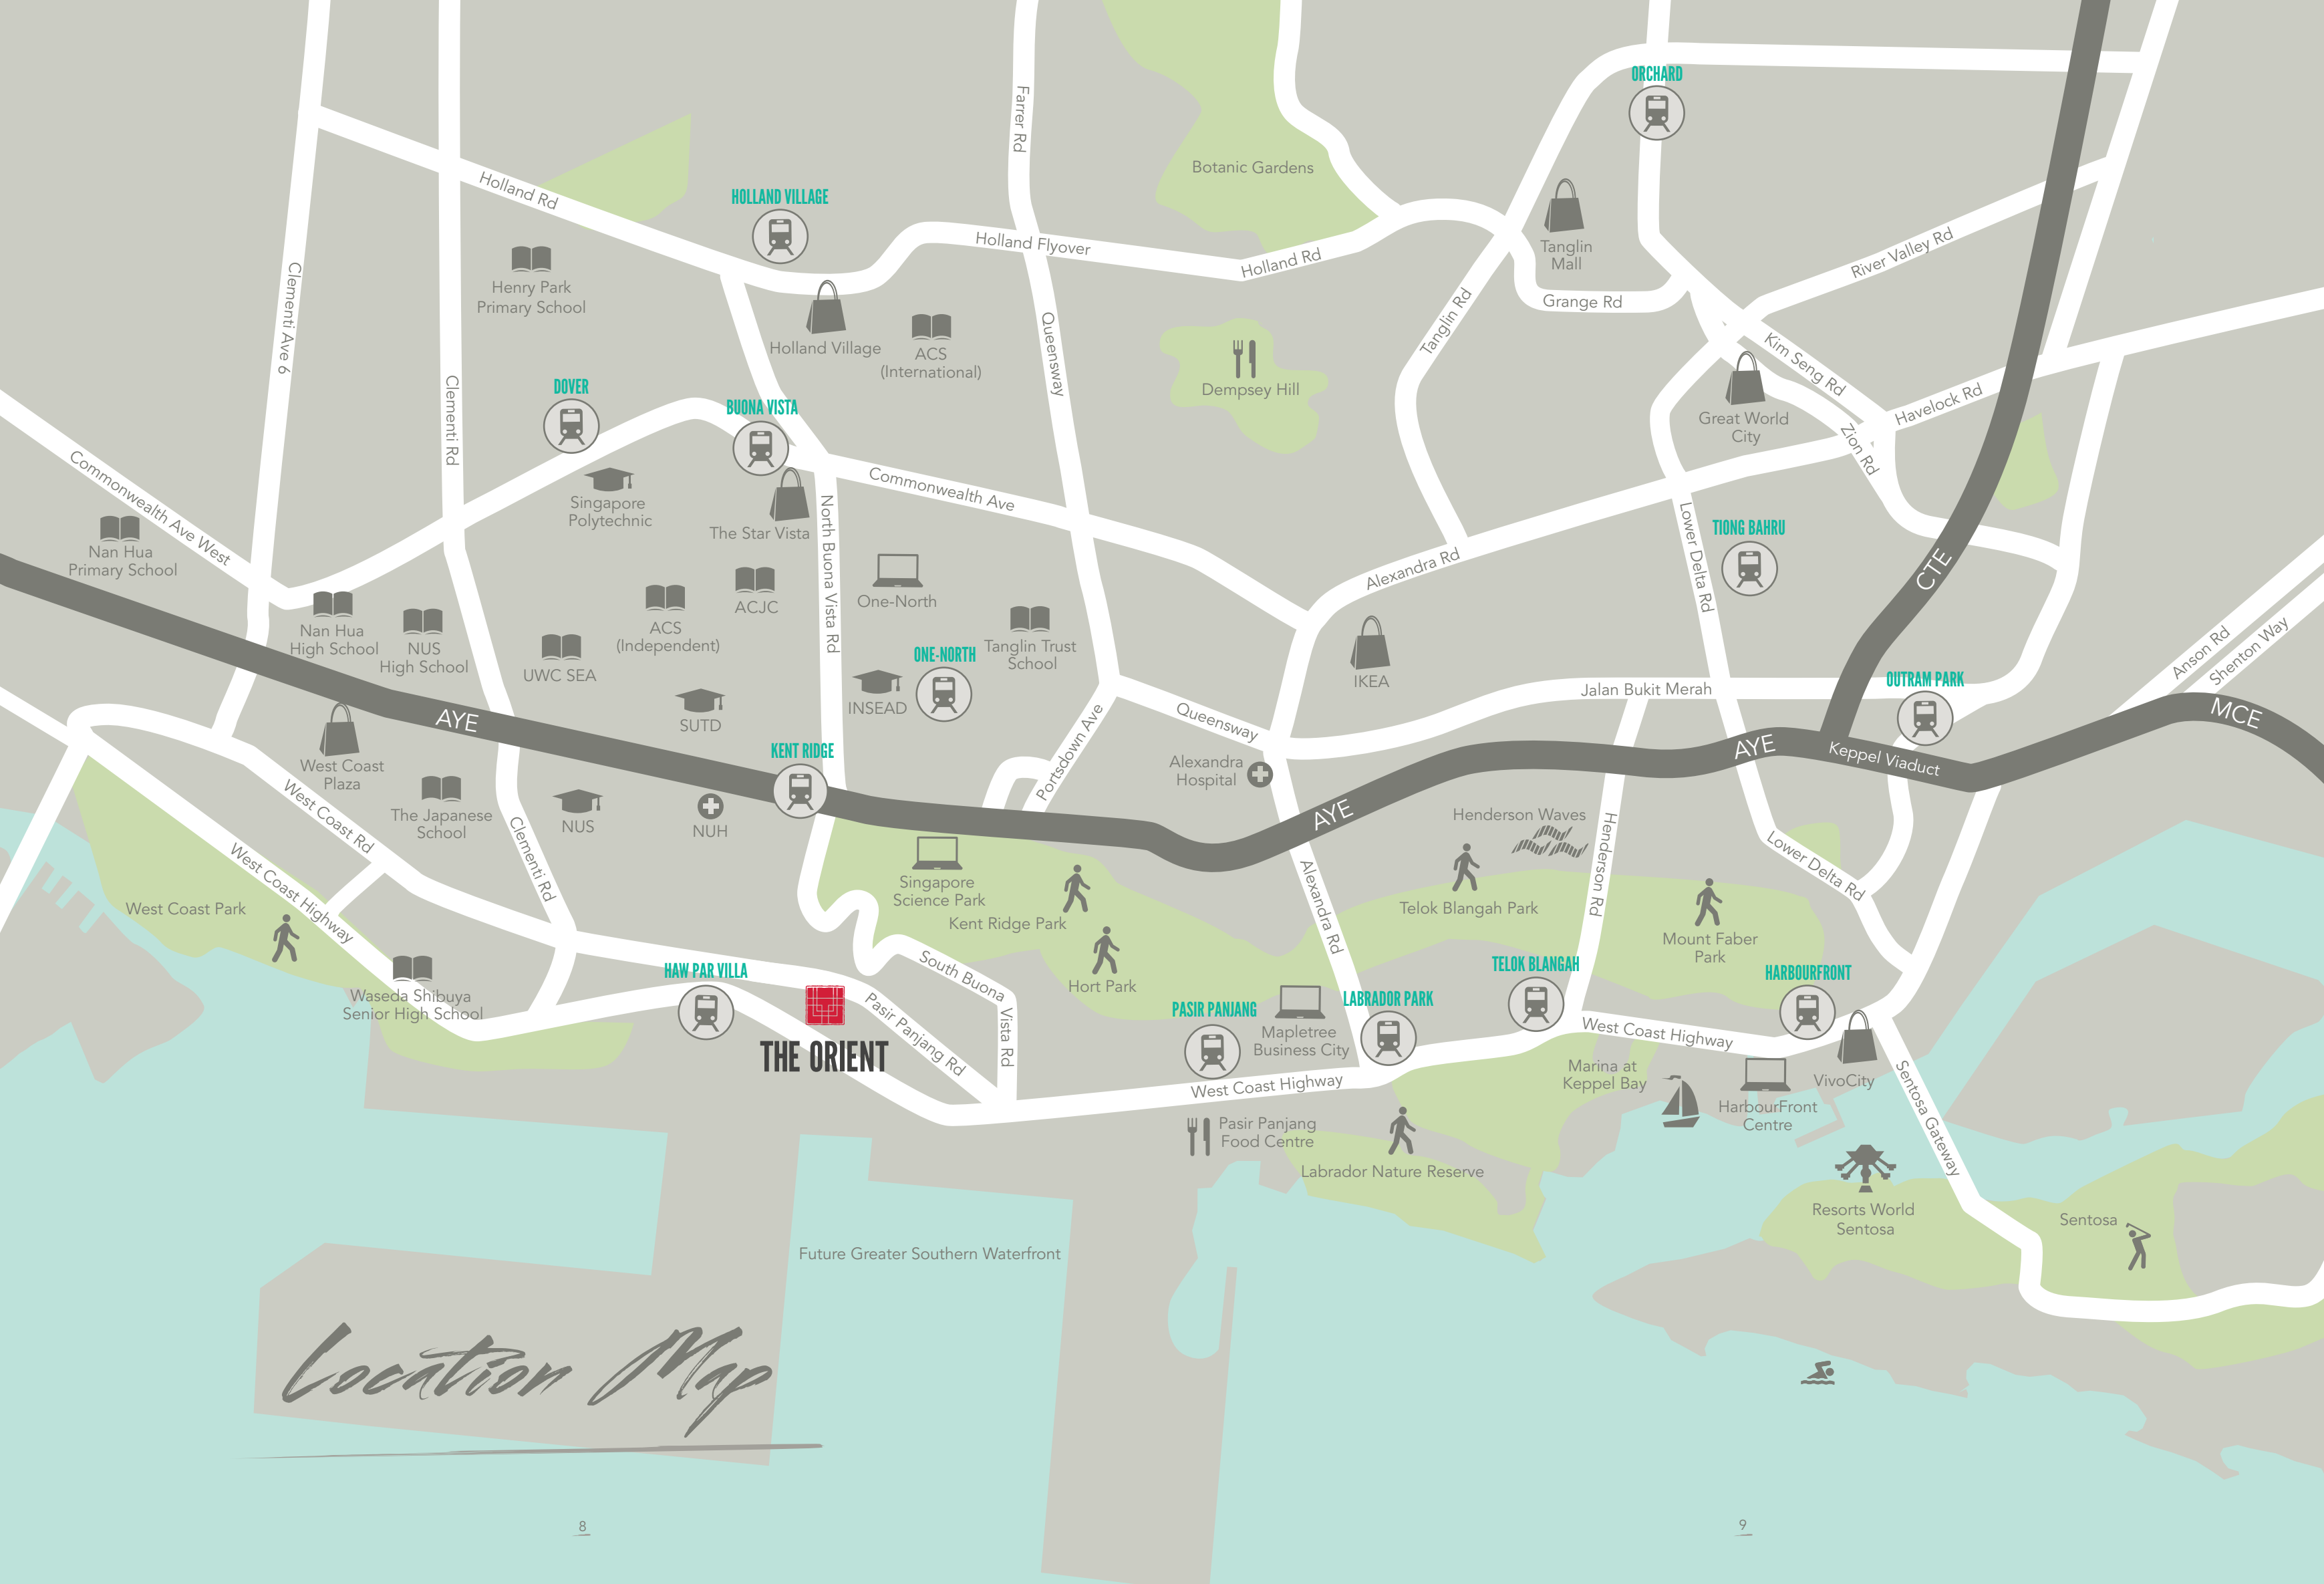 ORCHARD
Farrer Rd
Botanic Gardens
Holland Rd
HOLLAND VILLAGE
Holland Flyover
Holland Rd
Tanglin
Mall
River Valley Rd
Henry Park
Primary School
Clementi Ave 6
Grange Rd
Tanglin Rd
Queensway
Holland Village
ACS
(International)
Kim Seng Rd
Dempsey Hill
DOVER
BUONA VISTA
Clementi Rd
Great World
City
Havelock Rd
Zion Rd
Commonwealth Ave West
Commonwealth Ave
Singapore
Polytechnic
The Star Vista
North Buona Vista Rd
Lower Delta Rd
TIONG BAHRU
Nan Hua
Primary School
Alexandra Rd
CTE
ACJC
One-North
Nan Hua
High School
NUS
High School
ACS
(Independent)
UWC SEA
Tanglin Trust
School
ONE-NORTH
IKEA
Anson Rd
Shenton Way
Jalan Bukit Merah
OUTRAM PARK
INSEAD
SUTD
AYE
Queensway
MCE
Portsdown Ave
KENT RIDGE
AYE
Keppel Viaduct
West Coast
Plaza
Alexandra
Hospital
West Coast Rd
The Japanese
School
NUS
NUH
AYE
Henderson Waves
Clementi Rd
West Coast Highway
Henderson Rd
Lower Delta Rd
Singapore
Science Park
Kent Ridge Park
Alexandra Rd
Telok Blangah Park
West Coast Park
Mount Faber
Park
HAW PAR VILLA
South Buona
Vista Rd
Hort Park
TELOK BLANGAH
HARBOURFRONT
Waseda Shibuya
Senior High School
Pasir Panjang Rd
PASIR PANJANG
LABRADOR PARK
Mapletree
Business City
West Coast Highway
THE ORIENT
Marina at
Keppel Bay
VivoCity
West Coast Highway
HarbourFront
Centre
Sentosa Gateway
Pasir Panjang
Food Centre
Labrador Nature Reserve
Resorts World
Sentosa
Sentosa
Future Greater Southern Waterfront
Location Map
8
9